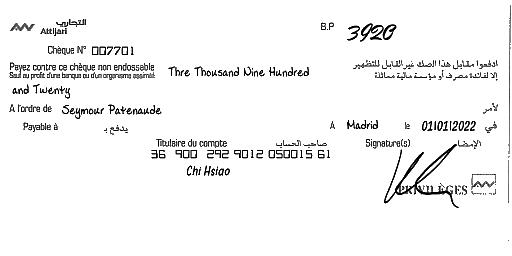 التجاري
Attijari
B.P 3920
Chèque N° 007701
Payez contre ce chèque non endossable
Seul au profit d'une banque ou d'un organisme assimilé
Thre Thousand Nine Hundred
ادفعوا مقابل هذا الصك غير القابل للتظهير
إلا لفائدة مصرف أو مؤسسة مالية مماثلة
and Twenty
A l'ordre de Seymour Patenaude لأمر
Payable à يدفع بـ A Madrid le 01/01/2022 في
Titulaire du compte صاحب الحساب Signature(s) الإمضاء
36 900 292 9012 050015 61
Chi Hsiao
PRIVILÈGES